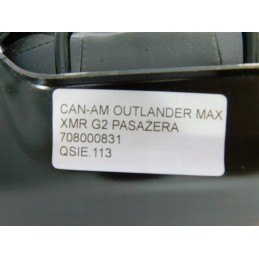 CAN-AM OUTLANDER MAX
XMR G2 PASAŻERA
708000831
QSIE.113